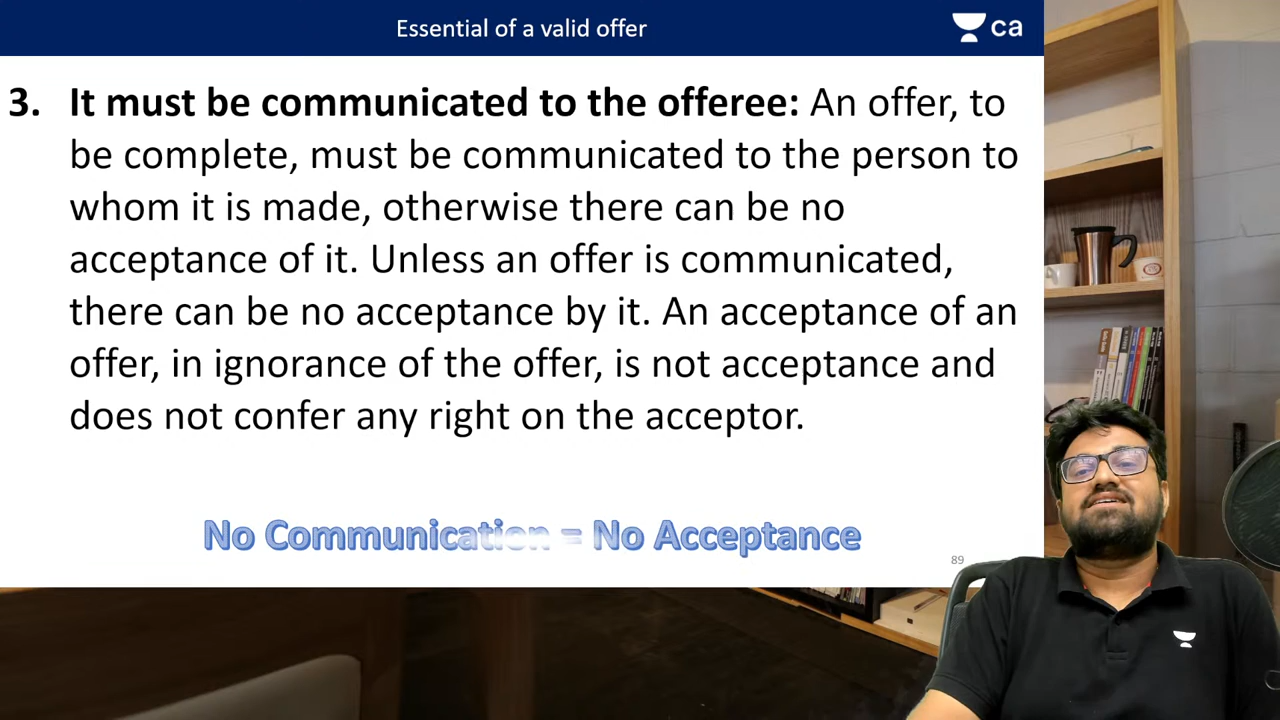 Essential of a valid offer
ca
3. It must be communicated to the offeree: An offer, to
be complete, must be communicated to the person to
whom it is made, otherwise there can be no
acceptance of it. Unless an offer is communicated,
there can be no acceptance by it. An acceptance of an
offer, in ignorance of the offer, is not acceptance and
does not confer any right on the acceptor.
No Communication = No Acceptance
89